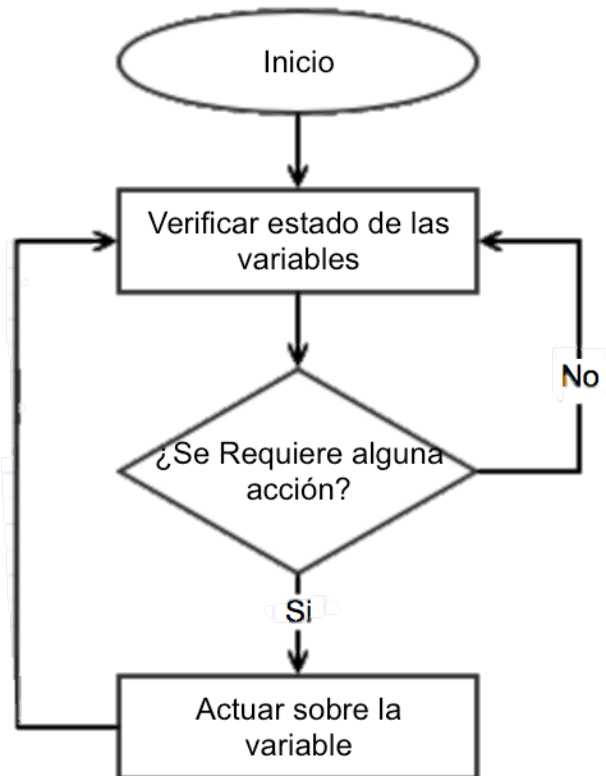 Inicio
Verificar estado de las
variables
¿Se Requiere alguna
acción?
No
Si
Actuar sobre la
variable